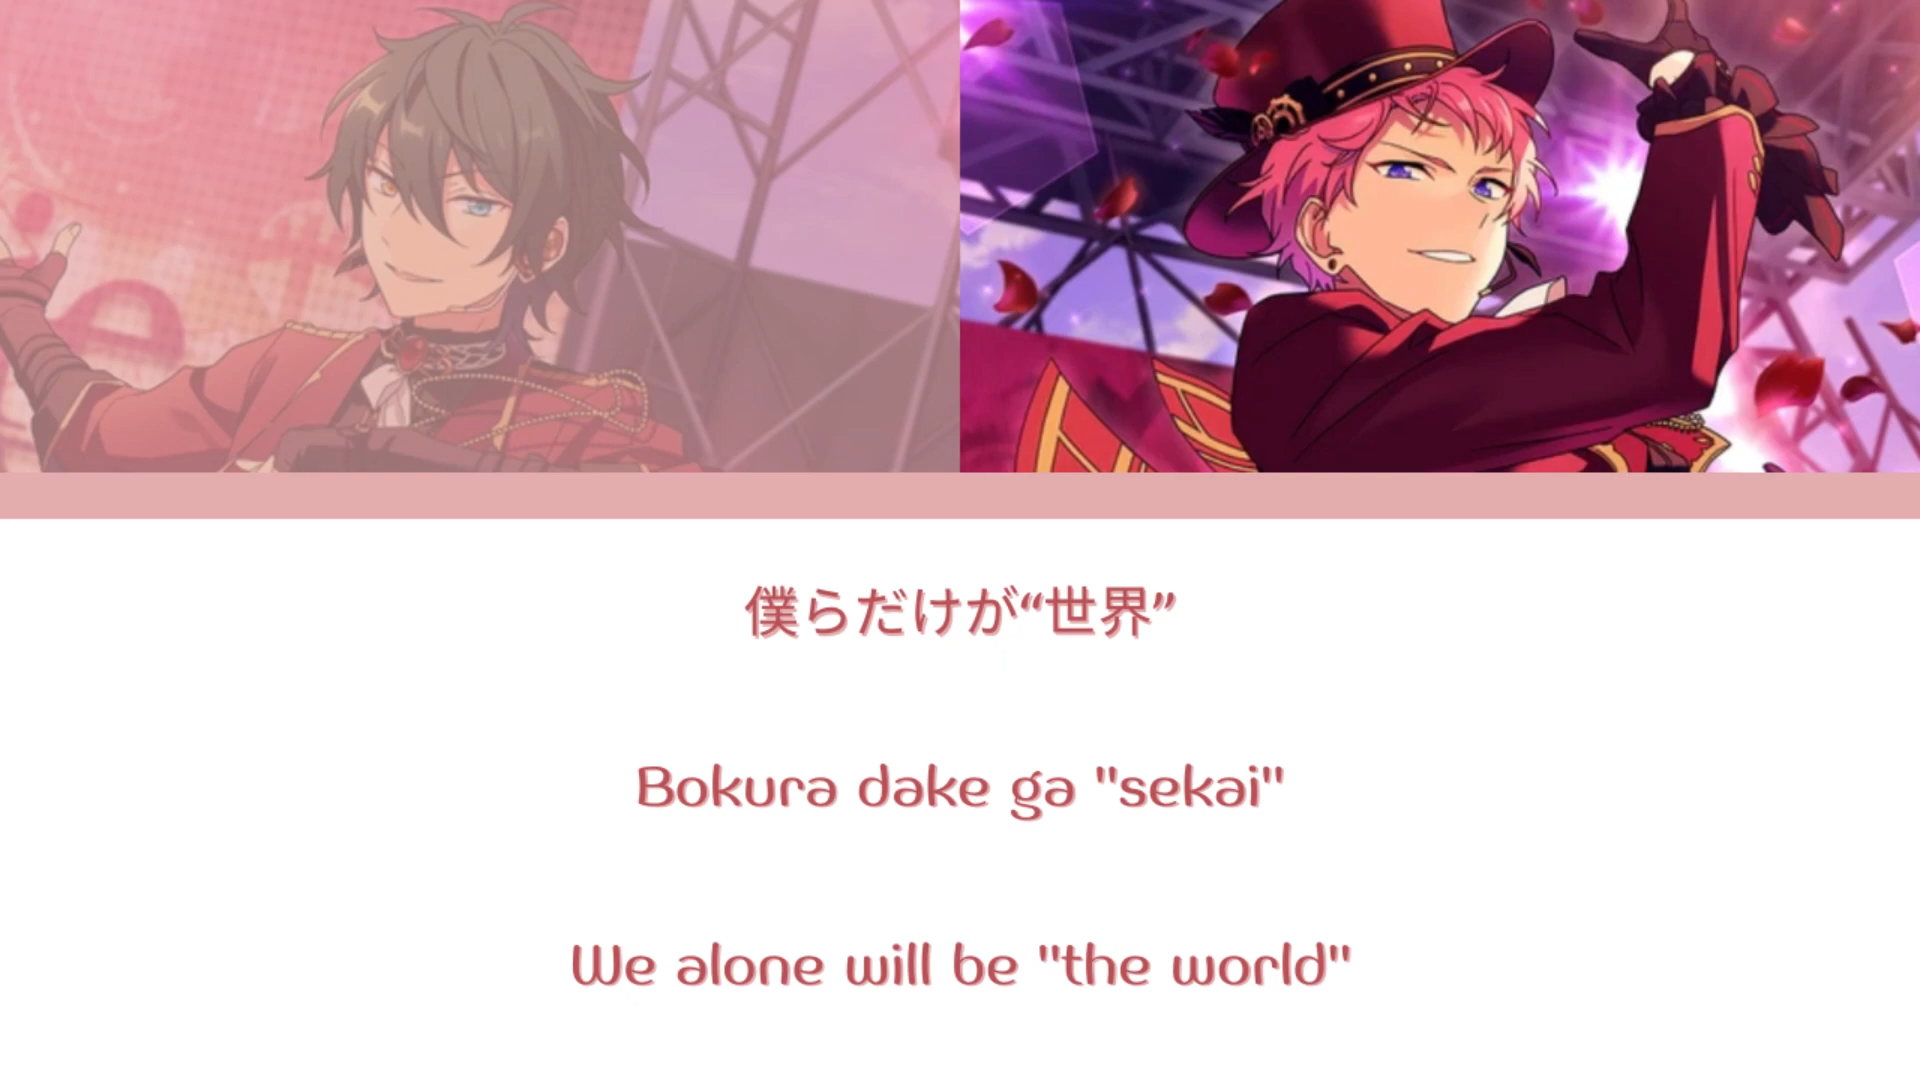 僕らだけが“世界”
Bokura dake ga "sekai"
We alone will be "the world"